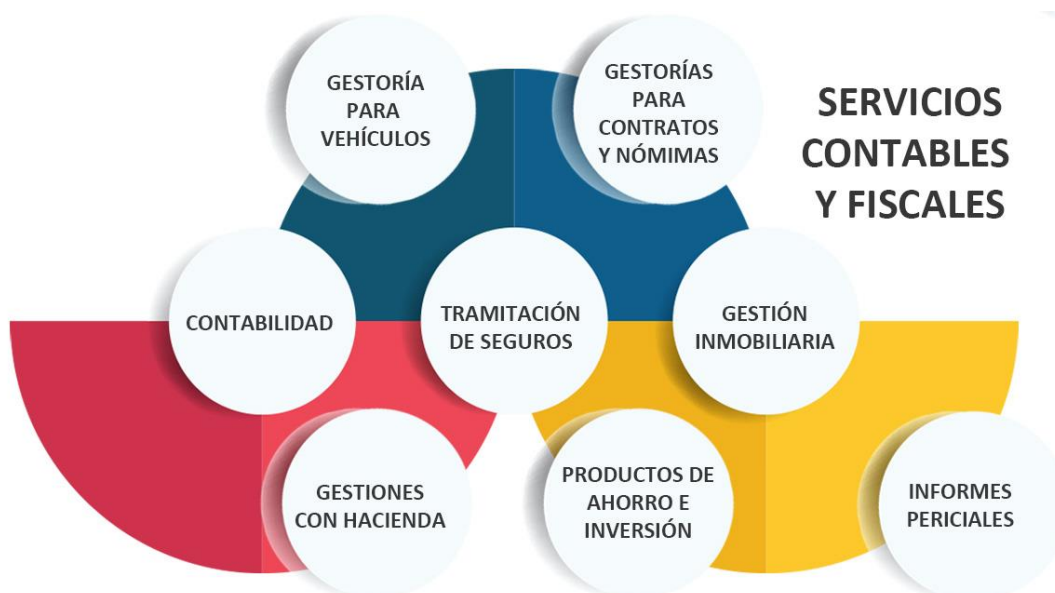 GESTORÍA
PARA
VEHÍCULOS
GESTORÍAS
PARA
CONTRATOS
Y NÓMIMAS
SERVICIOS
CONTABLES
Y FISCALES
CONTABILIDAD
TRAMITACIÓN
DE SEGUROS
GESTIÓN
INMOBILIARIA
GESTIONES
CON HACIENDA
PRODUCTOS DE
AHORRO E
INVERSIÓN
INFORMES
PERICIALES